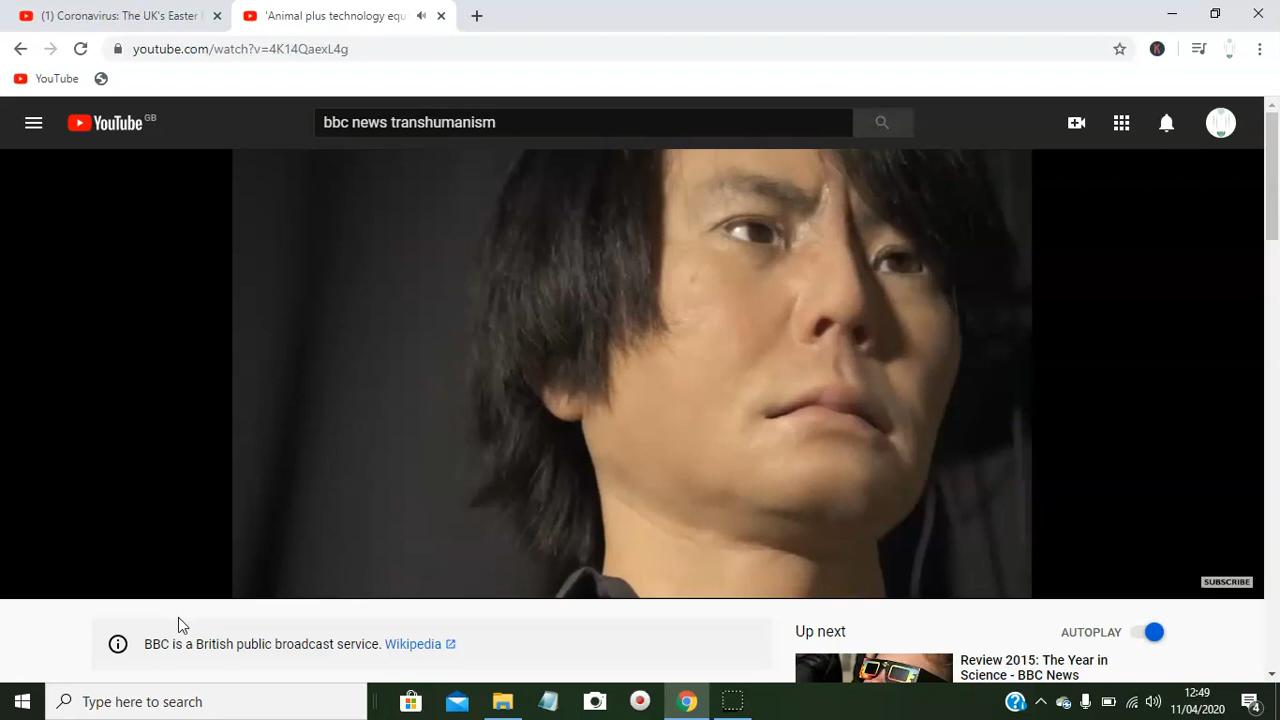 (1) Coronavirus: The UK's Easter
'Animal plus technology equ
youtube.com/watch?v=4K14QaexL4g
YouTube
YouTube GB
bbc news transhumanism
SUBSCRIBE
BBC is a British public broadcast service. Wikipedia
Up next
AUTOPLAY
Review 2015: The Year in
Science - BBC News
Type here to search
12:49
11/04/2020
4